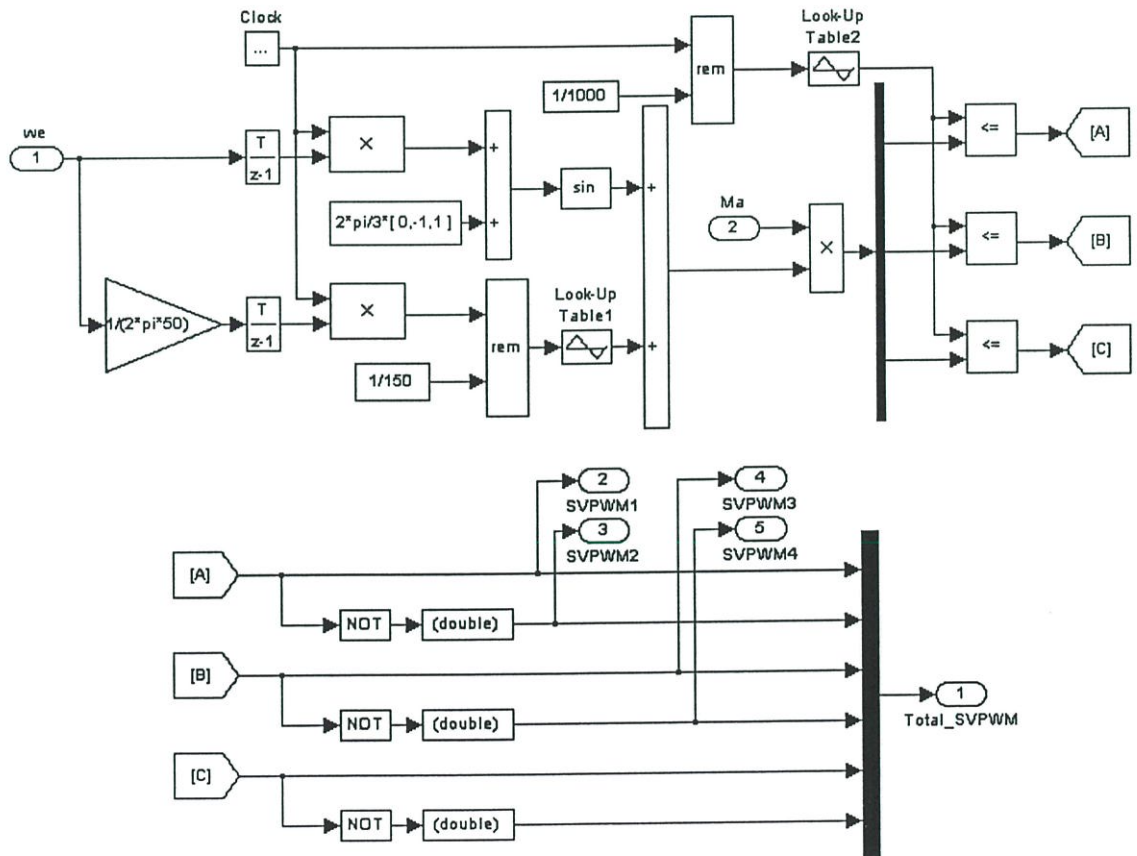 Clock
...
Look-Up
Table2
rem
1/1000
we
1
T
z-1
×
+
+
2*pi/3*[ 0,-1,1 ]
sin
+
+
Ma
2
×
<=
[A]
<=
[B]
<=
[C]
1/(2*pi*50)
T
z-1
×
rem
1/150
Look-Up
Table1
2
SVPWM1
3
SVPWM2
4
SVPWM3
5
SVPWM4
[A]
NOT
(double)
[B]
NOT
(double)
[C]
NOT
(double)
1
Total_SVPWM